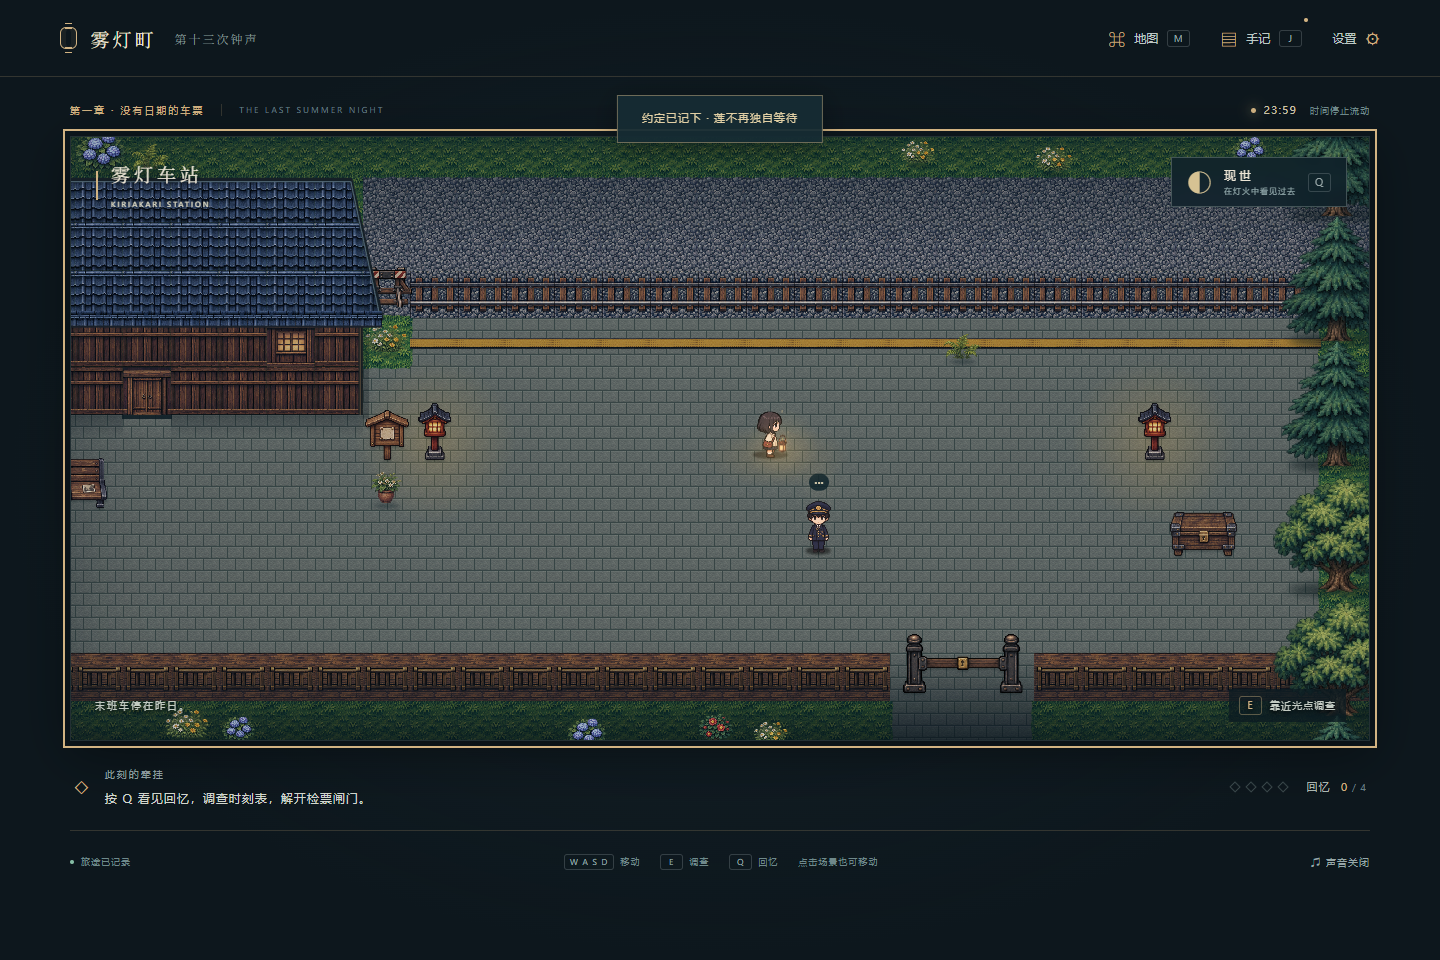 雾灯町 第十三次钟声
地图 M 手记 J 设置
第一章 · 没有日期的车票 THE LAST SUMMER NIGHT
约定已记下 · 莲不再独自等待
23:59 时间停止流动
雾灯车站
KIRIAKARI STATION
现世
在灯火中看见过去
Q
末班车停在昨日。
E 靠近光点调查
此刻的牵挂
按 Q 看见回忆，调查时刻表，解开检票闸门。
回忆 0 / 4
旅途已记录
WASD 移动 E 调查 Q 回忆 点击场景也可移动
声音关闭